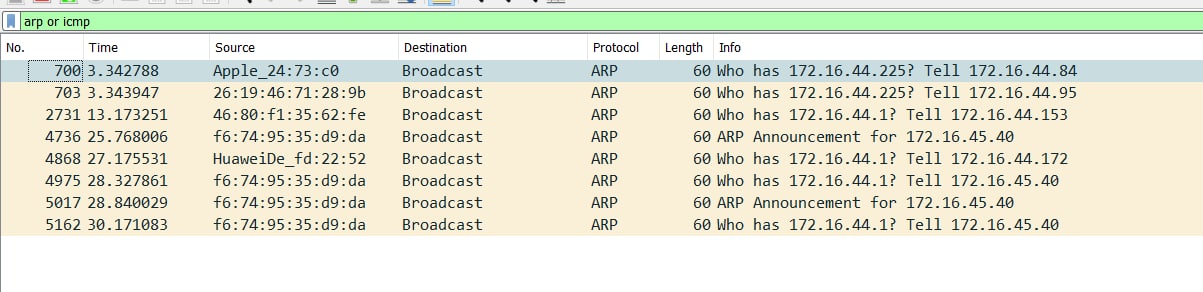 arp or icmp
No. Time Source Destination Protocol Length Info
700 3.342788 Apple_24:73:c0 Broadcast ARP 60 Who has 172.16.44.225? Tell 172.16.44.84
703 3.343947 26:19:46:71:28:9b Broadcast ARP 60 Who has 172.16.44.225? Tell 172.16.44.95
2731 13.173251 46:80:f1:35:62:fe Broadcast ARP 60 Who has 172.16.44.1? Tell 172.16.44.153
4736 25.768006 f6:74:95:35:d9:da Broadcast ARP 60 ARP Announcement for 172.16.45.40
4868 27.175531 HuaweiDe_fd:22:52 Broadcast ARP 60 Who has 172.16.44.1? Tell 172.16.44.172
4975 28.327861 f6:74:95:35:d9:da Broadcast ARP 60 Who has 172.16.44.1? Tell 172.16.45.40
5017 28.840029 f6:74:95:35:d9:da Broadcast ARP 60 ARP Announcement for 172.16.45.40
5162 30.171083 f6:74:95:35:d9:da Broadcast ARP 60 Who has 172.16.44.1? Tell 172.16.45.40